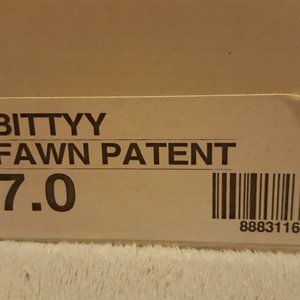 BITTYY
FAWN PATENT
7.0
8883116